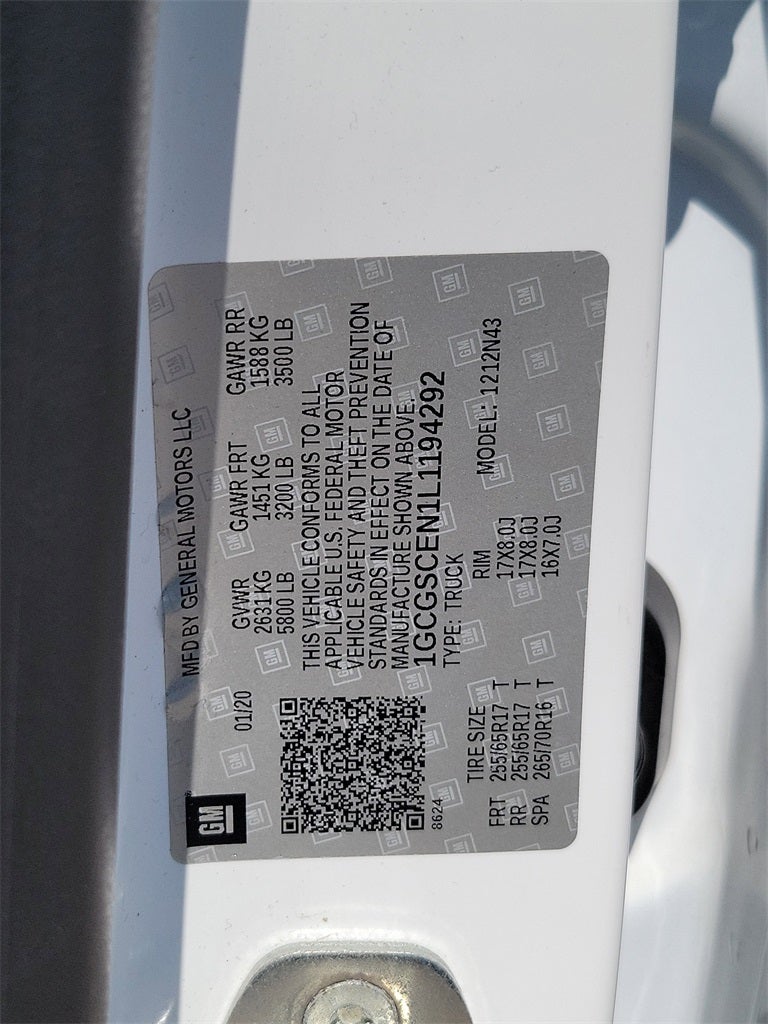 GM
MFD BY GENERAL MOTORS LLC
01/20 GVWR GAWR FRT GAWR RR
2631 KG 1451 KG 1588 KG
5800 LB 3200 LB 3500 LB
THIS VEHICLE CONFORMS TO ALL
APPLICABLE U.S. FEDERAL MOTOR
VEHICLE SAFETY AND THEFT PREVENTION
STANDARDS IN EFFECT ON THE DATE OF
MANUFACTURE SHOWN ABOVE.
1GCGSCEN1L1194292
8624 TYPE: TRUCK
TIRE SIZE RIM MODEL: 1212N43
FRT 255/65R17 T 17X8.0J
RR 255/65R17 T 17X8.0J
SPA 265/70R16 T 16X7.0J